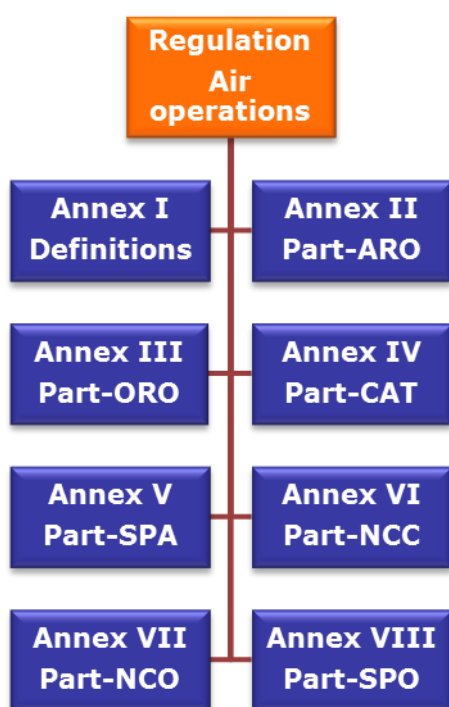 Regulation
Air
operations
Annex I
Definitions
Annex II
Part-ARO
Annex III
Part-ORO
Annex IV
Part-CAT
Annex V
Part-SPA
Annex VI
Part-NCC
Annex VII
Part-NCO
Annex VIII
Part-SPO